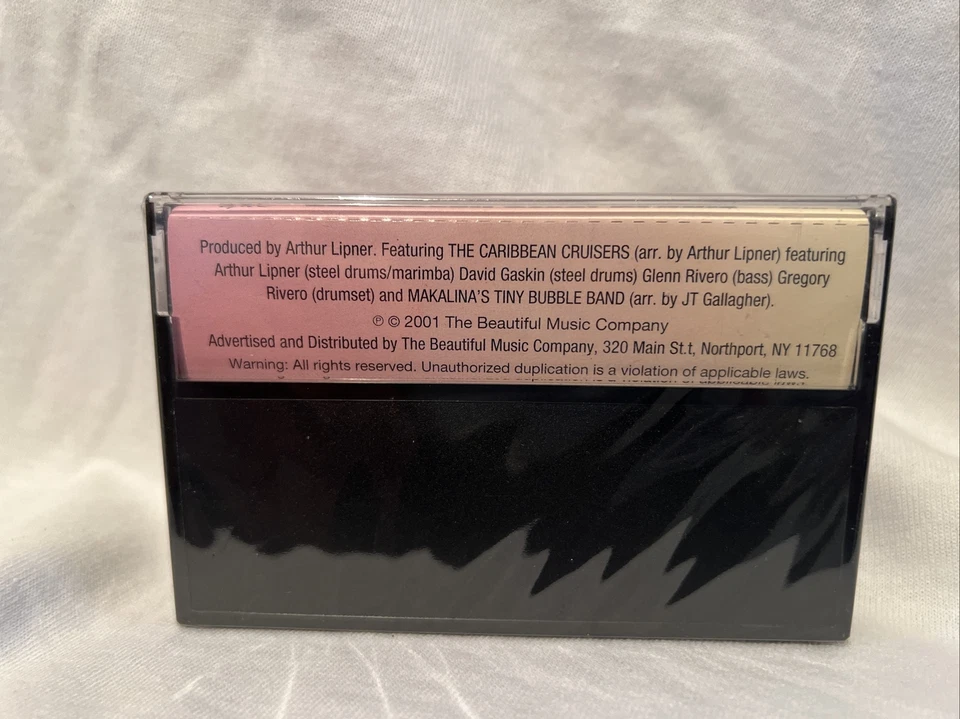 Produced by Arthur Lipner. Featuring THE CARIBBEAN CRUISERS (arr. by Arthur Lipner) featuring
Arthur Lipner (steel drums/marimba) David Gaskin (steel drums) Glenn Rivero (bass) Gregory
Rivero (drumset) and MAKALINA'S TINY BUBBLE BAND (arr. by JT Gallagher).
℗ © 2001 The Beautiful Music Company
Advertised and Distributed by The Beautiful Music Company, 320 Main St.t, Northport, NY 11768
Warning: All rights reserved. Unauthorized duplication is a violation of applicable laws.